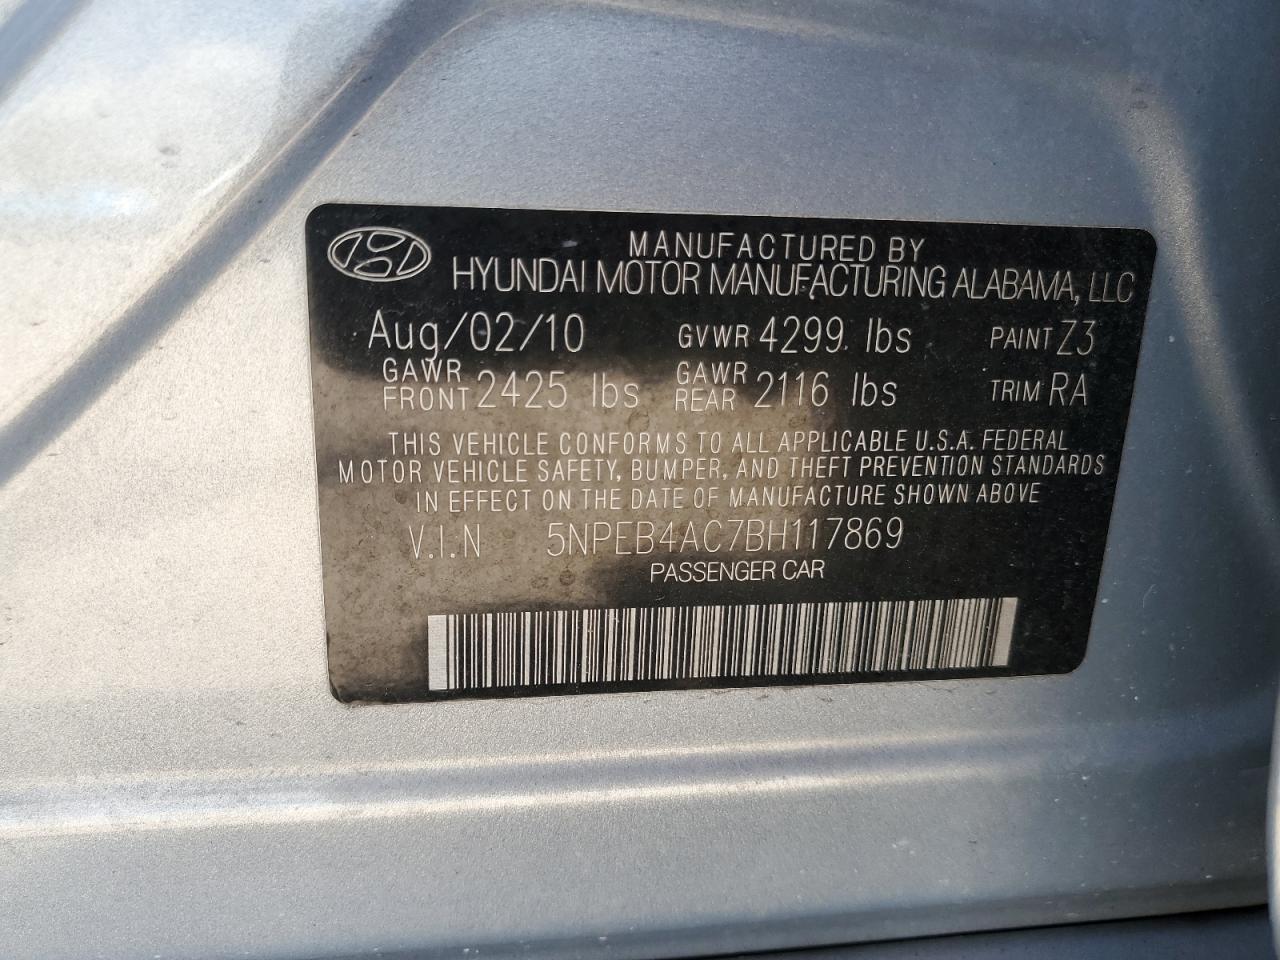 MANUFACTURED BY
HYUNDAI MOTOR MANUFACTURING ALABAMA, LLC
Aug/02/10 GVWR 4299 lbs PAINT Z3
GAWR FRONT 2425 lbs GAWR REAR 2116 lbs TRIM RA
THIS VEHICLE CONFORMS TO ALL APPLICABLE U.S.A. FEDERAL
MOTOR VEHICLE SAFETY, BUMPER, AND THEFT PREVENTION STANDARDS
IN EFFECT ON THE DATE OF MANUFACTURE SHOWN ABOVE
V.I.N 5NPEB4AC7BH117869
PASSENGER CAR